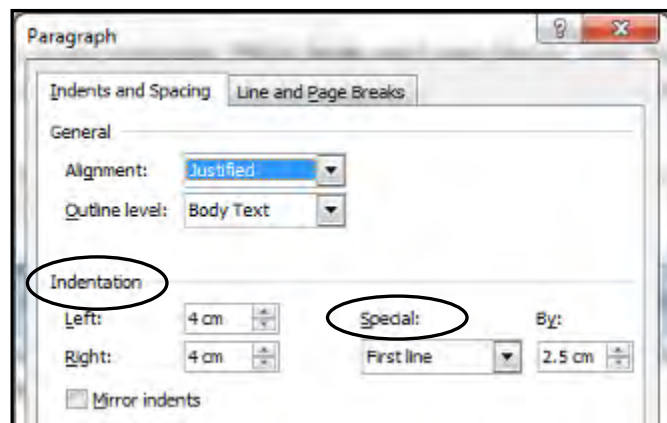 Paragraph
Indents and Spacing Line and Page Breaks
General
Alignment: Justified
Outline level: Body Text
Indentation
Left: 4 cm Special: By:
Right: 4 cm First line 2.5 cm
Mirror indents